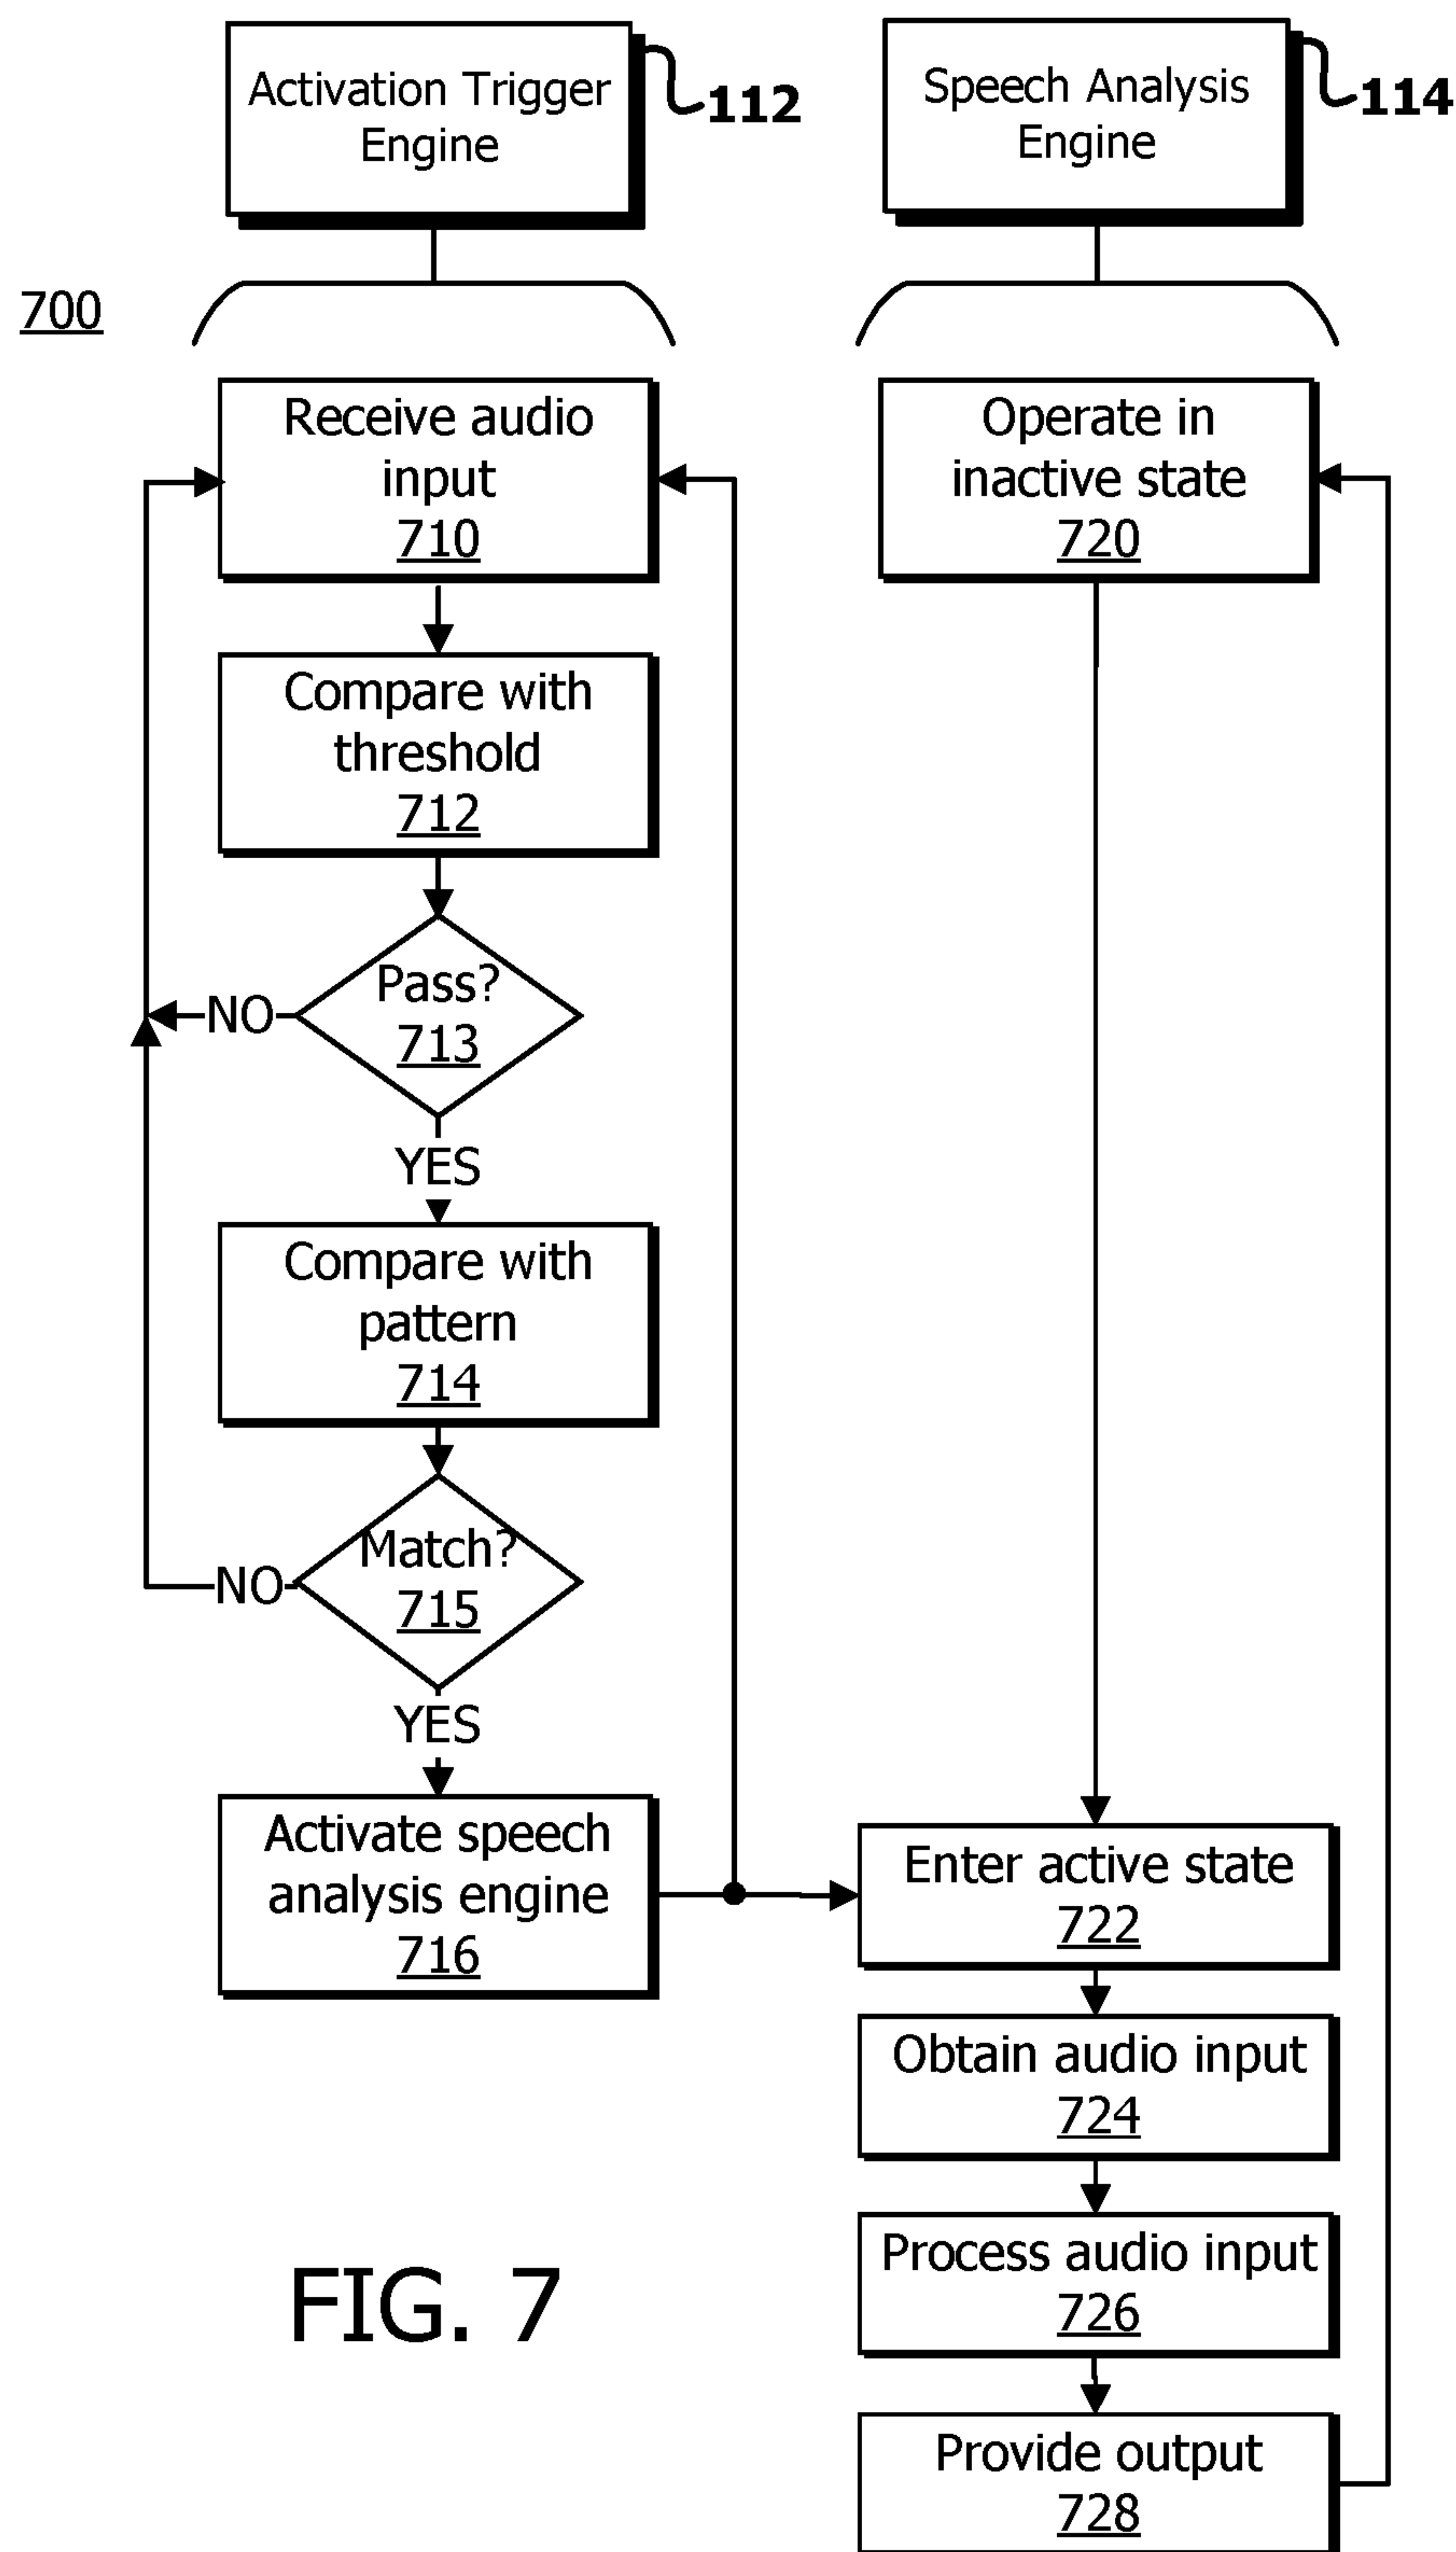 Activation Trigger
Engine
112
Speech Analysis
Engine
114
700
Receive audio
input
710
Compare with
threshold
712
Pass?
713
NO
YES
Compare with
pattern
714
Match?
715
NO
YES
Activate speech
analysis engine
716
Operate in
inactive state
720
Enter active state
722
Obtain audio input
724
Process audio input
726
Provide output
728
FIG. 7